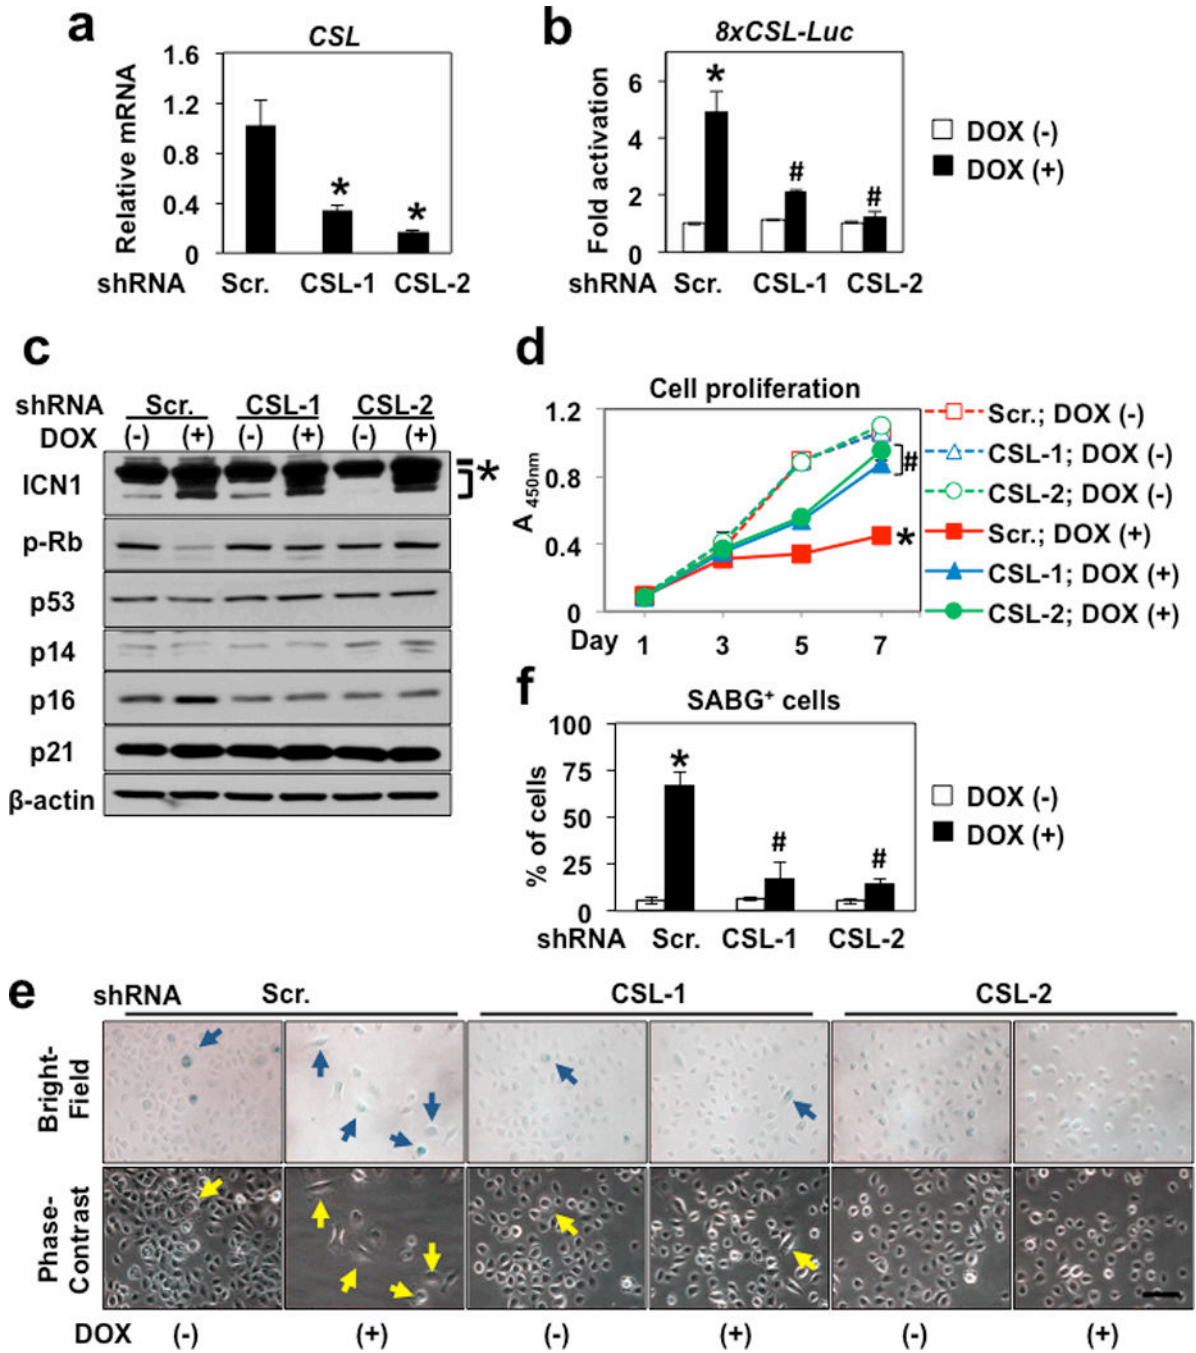 a
CSL
Relative mRNA
1.6
1.2
0.8
0.4
0
*
*
shRNA Scr. CSL-1 CSL-2
b
8xCSL-Luc
Fold activation
6
4
2
0
*
#
#
shRNA Scr. CSL-1 CSL-2
DOX (-)
DOX (+)
c
shRNA Scr. CSL-1 CSL-2
DOX (-) (+) (-) (+) (-) (+)
ICN1 *
p-Rb
p53
p14
p16
p21
β-actin
d
Cell proliferation
A 450nm
1.2
0.8
0.4
0
#
*
Day 1 3 5 7
Scr.; DOX (-)
CSL-1; DOX (-)
CSL-2; DOX (-)
Scr.; DOX (+)
CSL-1; DOX (+)
CSL-2; DOX (+)
f
SABG+ cells
% of cells
100
75
50
25
0
*
#
#
shRNA Scr. CSL-1 CSL-2
DOX (-)
DOX (+)
e
shRNA Scr. CSL-1 CSL-2
Bright-
Field
Phase-
Contrast
DOX (-) (+) (-) (+) (-) (+)